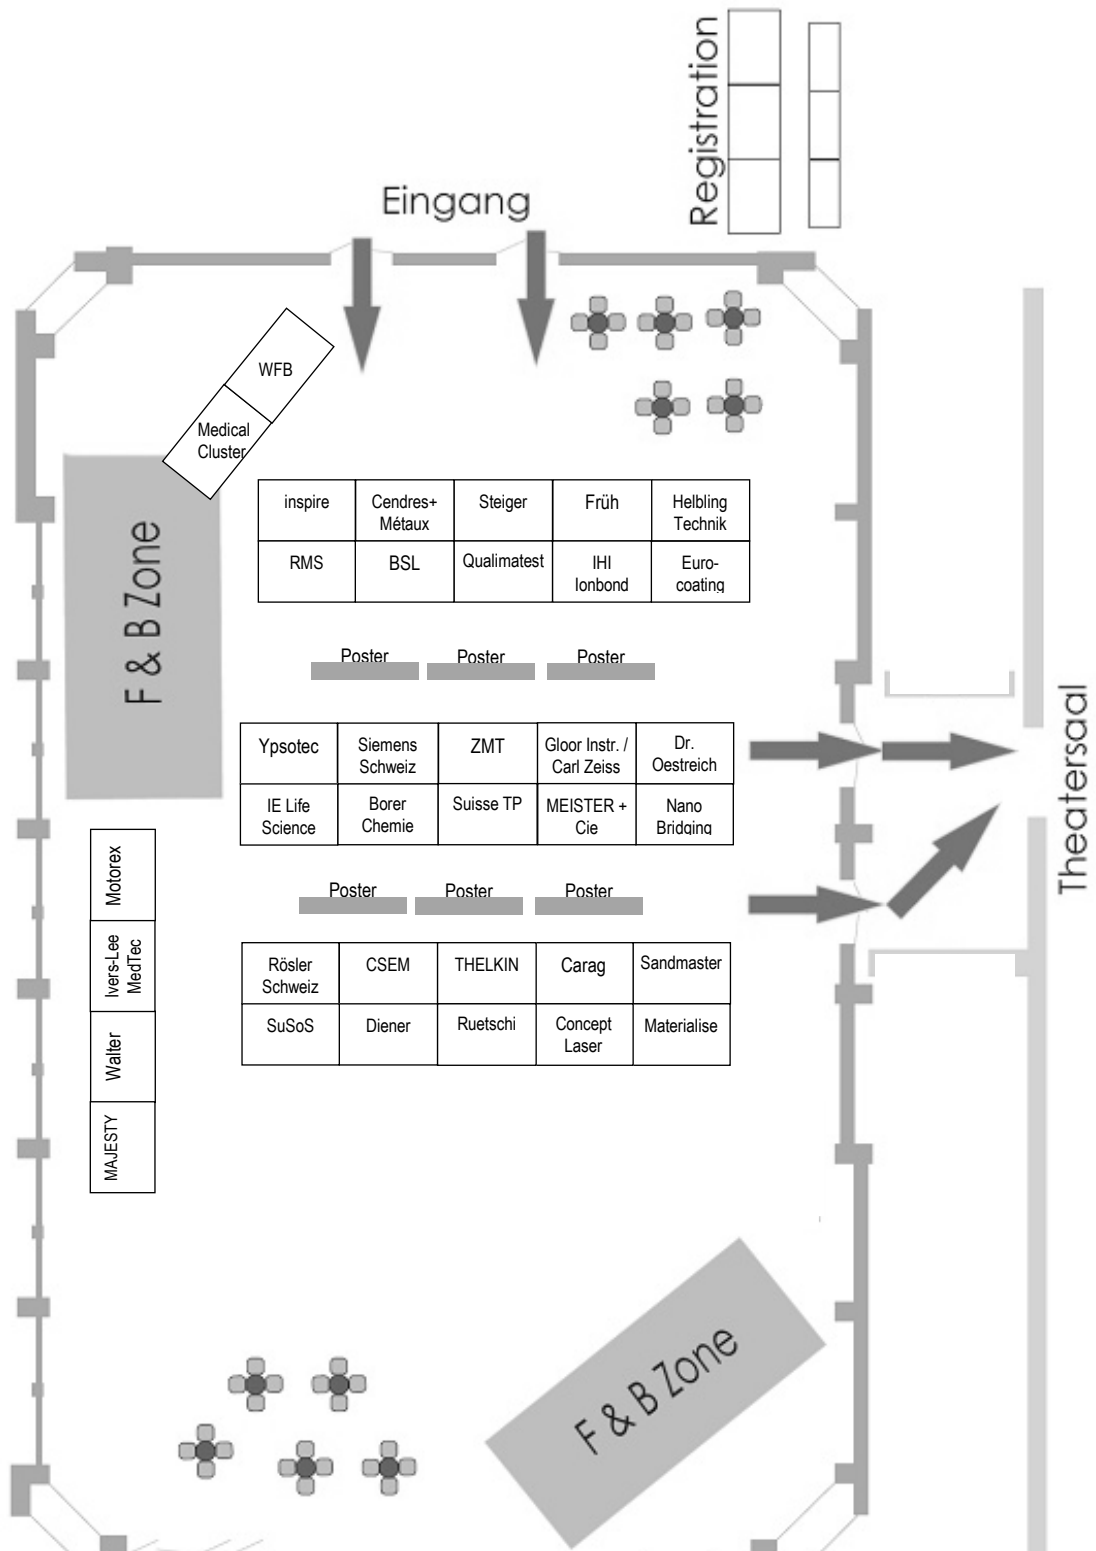 Registration
Eingang
WFB
Medical
Cluster
inspire
Cendres+
Métaux
Steiger
Früh
Helbling
Technik
RMS
BSL
Qualimatest
IHI
Ionbond
Euro-
coating
F & B Zone
Poster
Poster
Poster
Ypsotec
Siemens
Schweiz
ZMT
Gloor Instr. /
Carl Zeiss
Dr.
Oestreich
IE Life
Science
Borer
Chemie
Suisse TP
MEISTER +
Cie
Nano
Bridging
Theatersaal
Poster
Poster
Poster
Motorex
Ivers-Lee
MedTec
Walter
MAJESTY
Rösler
Schweiz
CSEM
THELKIN
Carag
Sandmaster
SuSoS
Diener
Ruetschi
Concept
Laser
Materialise
F & B Zone